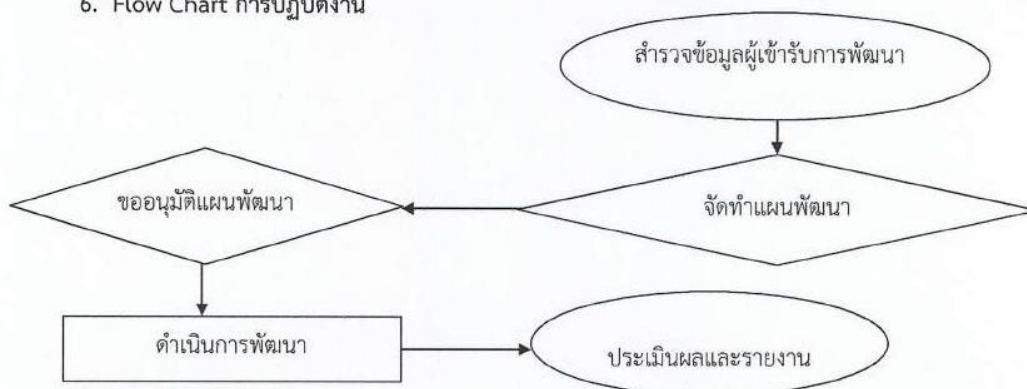 6. Flow Chart การปฏิบัติงาน
สำรวจข้อมูลผู้เข้ารับการพัฒนา
ขออนุมัติแผนพัฒนา
จัดทำแผนพัฒนา
ดำเนินการพัฒนา
ประเมินผลและรายงาน